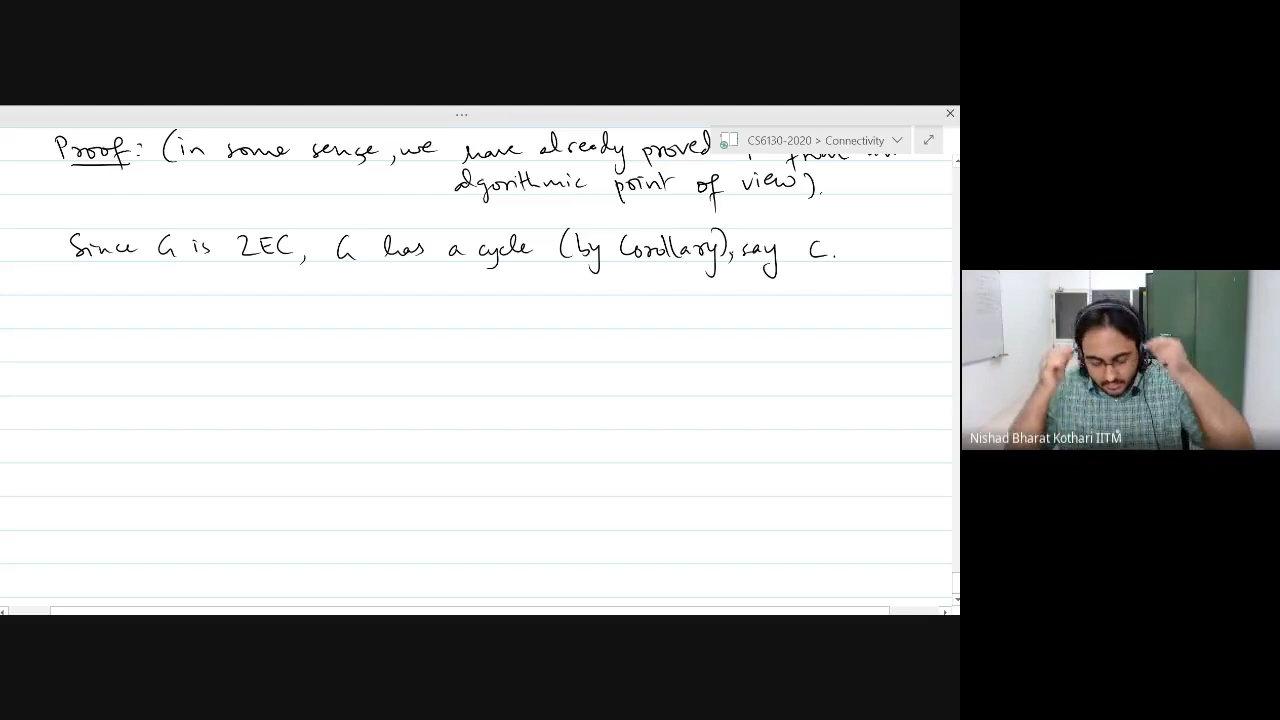 ...
CS6130-2020 > Connectivity
Proof: (in some sense, we have already proved
algorithmic point of view).
Since G is 2EC, G has a cycle (by Corollary), say C.
Nishad Bharat Kothari IITM